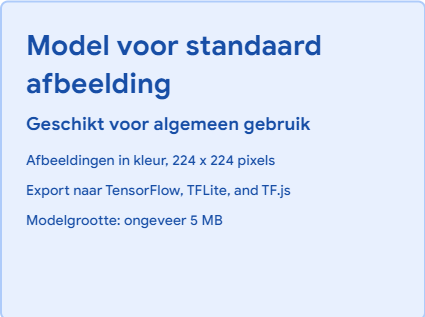 Model voor standaard
afbeelding
Geschikt voor algemeen gebruik
Afbeeldingen in kleur, 224 x 224 pixels
Export naar TensorFlow, TFLite, and TF.js
Modelgrootte: ongeveer 5 MB